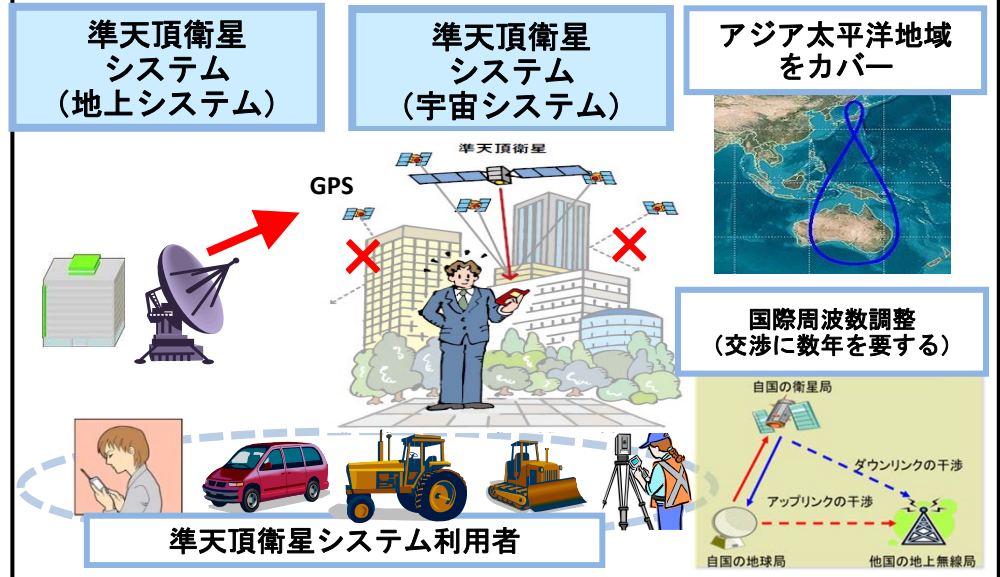 準天頂衛星
システム
（地上システム）
準天頂衛星
システム
（宇宙システム）
アジア太平洋地域
をカバー
準天頂衛星
GPS
国際周波数調整
（交渉に数年を要する）
自国の衛星局
ダウンリンクの干渉
アップリンクの干渉
自国の地球局
他国の地上無線局
準天頂衛星システム利用者